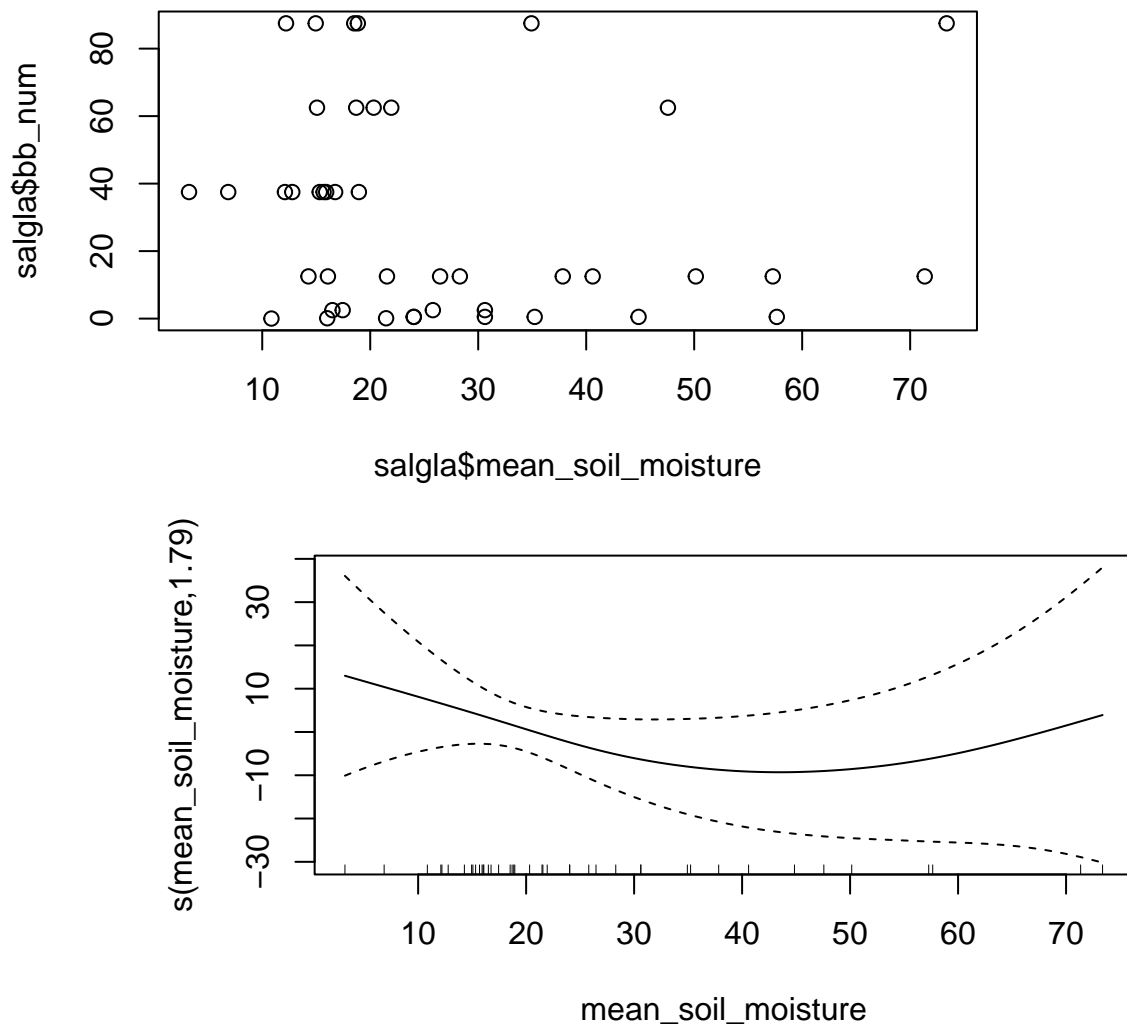 salgla$bb_num
80
60
40
20
0
10 20 30 40 50 60 70
salgla$mean_soil_moisture
s(mean_soil_moisture,1.79)
30
10
−10
−30
10 20 30 40 50 60 70
mean_soil_moisture